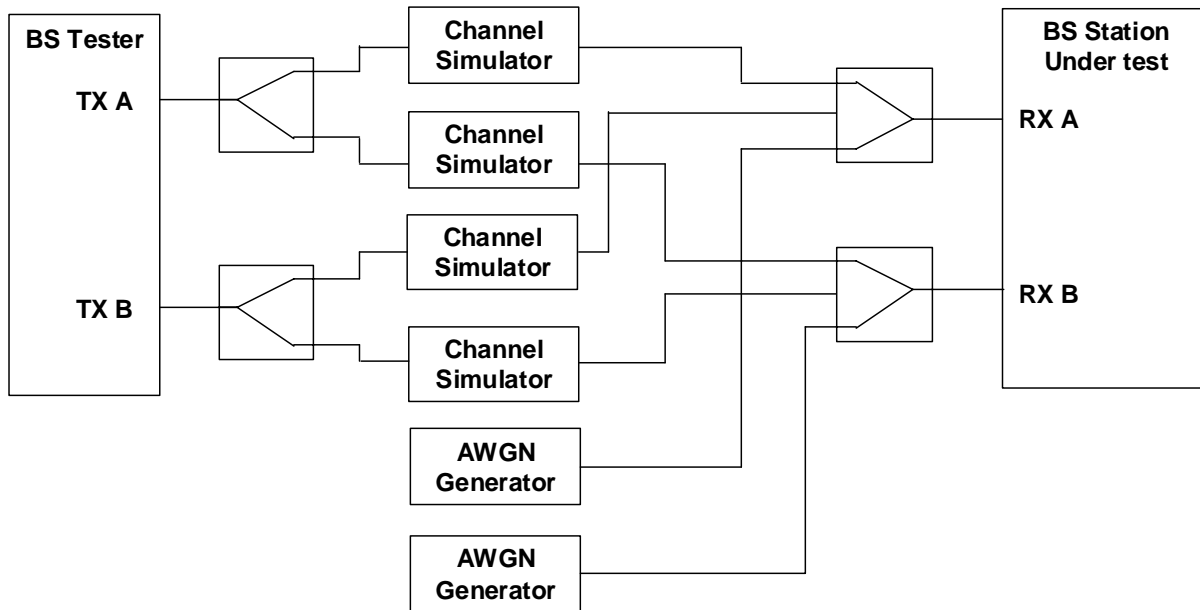 BS Tester
TX A
TX B
Channel
Simulator
Channel
Simulator
Channel
Simulator
Channel
Simulator
AWGN
Generator
AWGN
Generator
BS Station
Under test
RX A
RX B